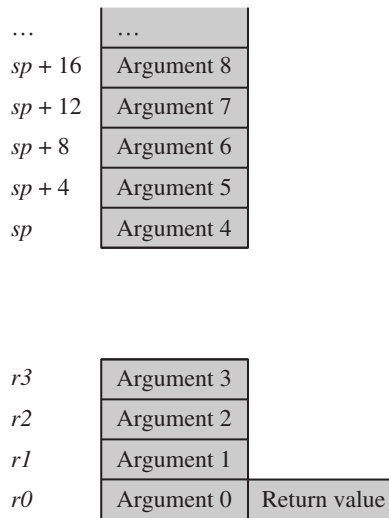 … …
sp + 16 Argument 8
sp + 12 Argument 7
sp + 8 Argument 6
sp + 4 Argument 5
sp Argument 4
r3 Argument 3
r2 Argument 2
r1 Argument 1
r0 Argument 0 Return value